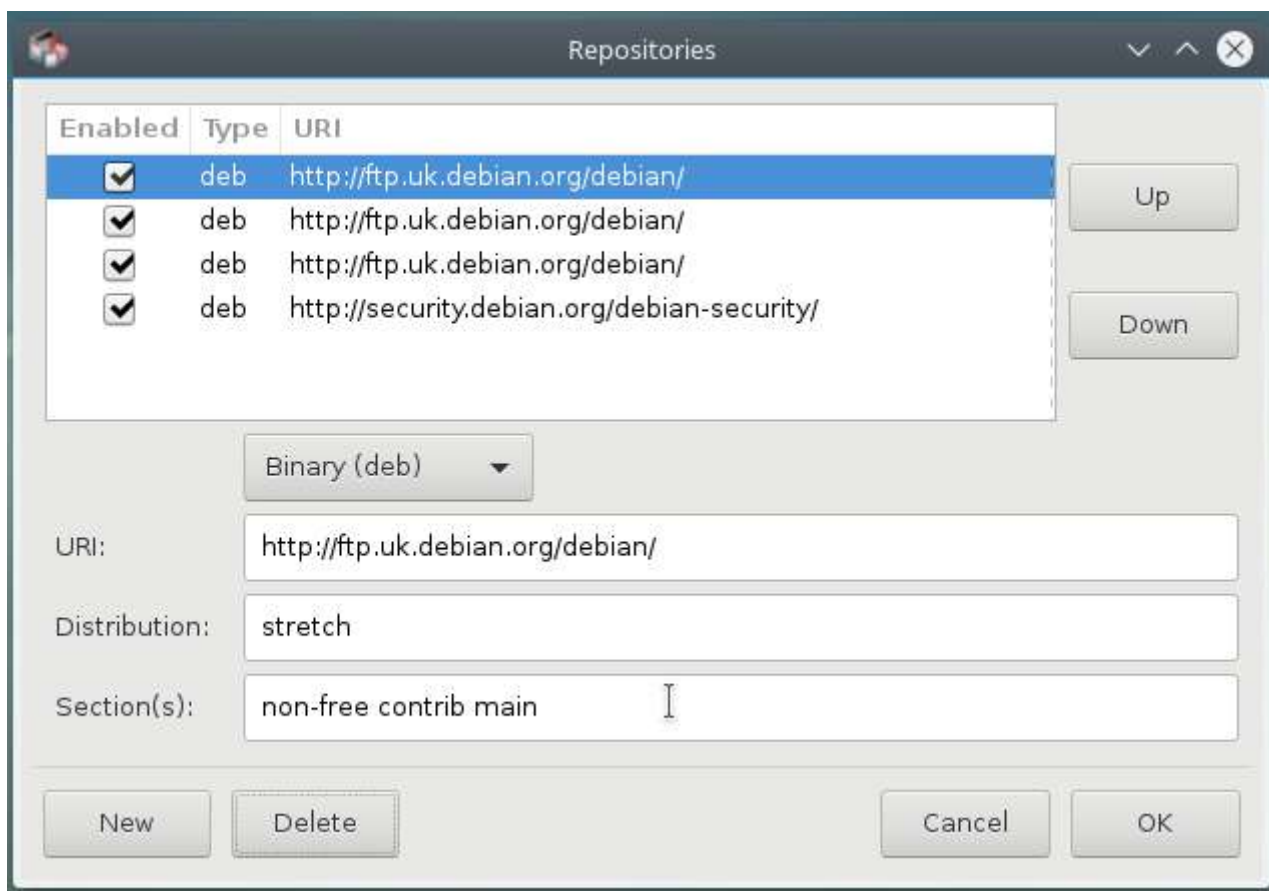 Repositories
Enabled Type URI
deb http://ftp.uk.debian.org/debian/
deb http://ftp.uk.debian.org/debian/
deb http://ftp.uk.debian.org/debian/
deb http://security.debian.org/debian-security/
Up
Down
Binary (deb)
URI: http://ftp.uk.debian.org/debian/
Distribution: stretch
Section(s): non-free contrib main
New Delete Cancel OK